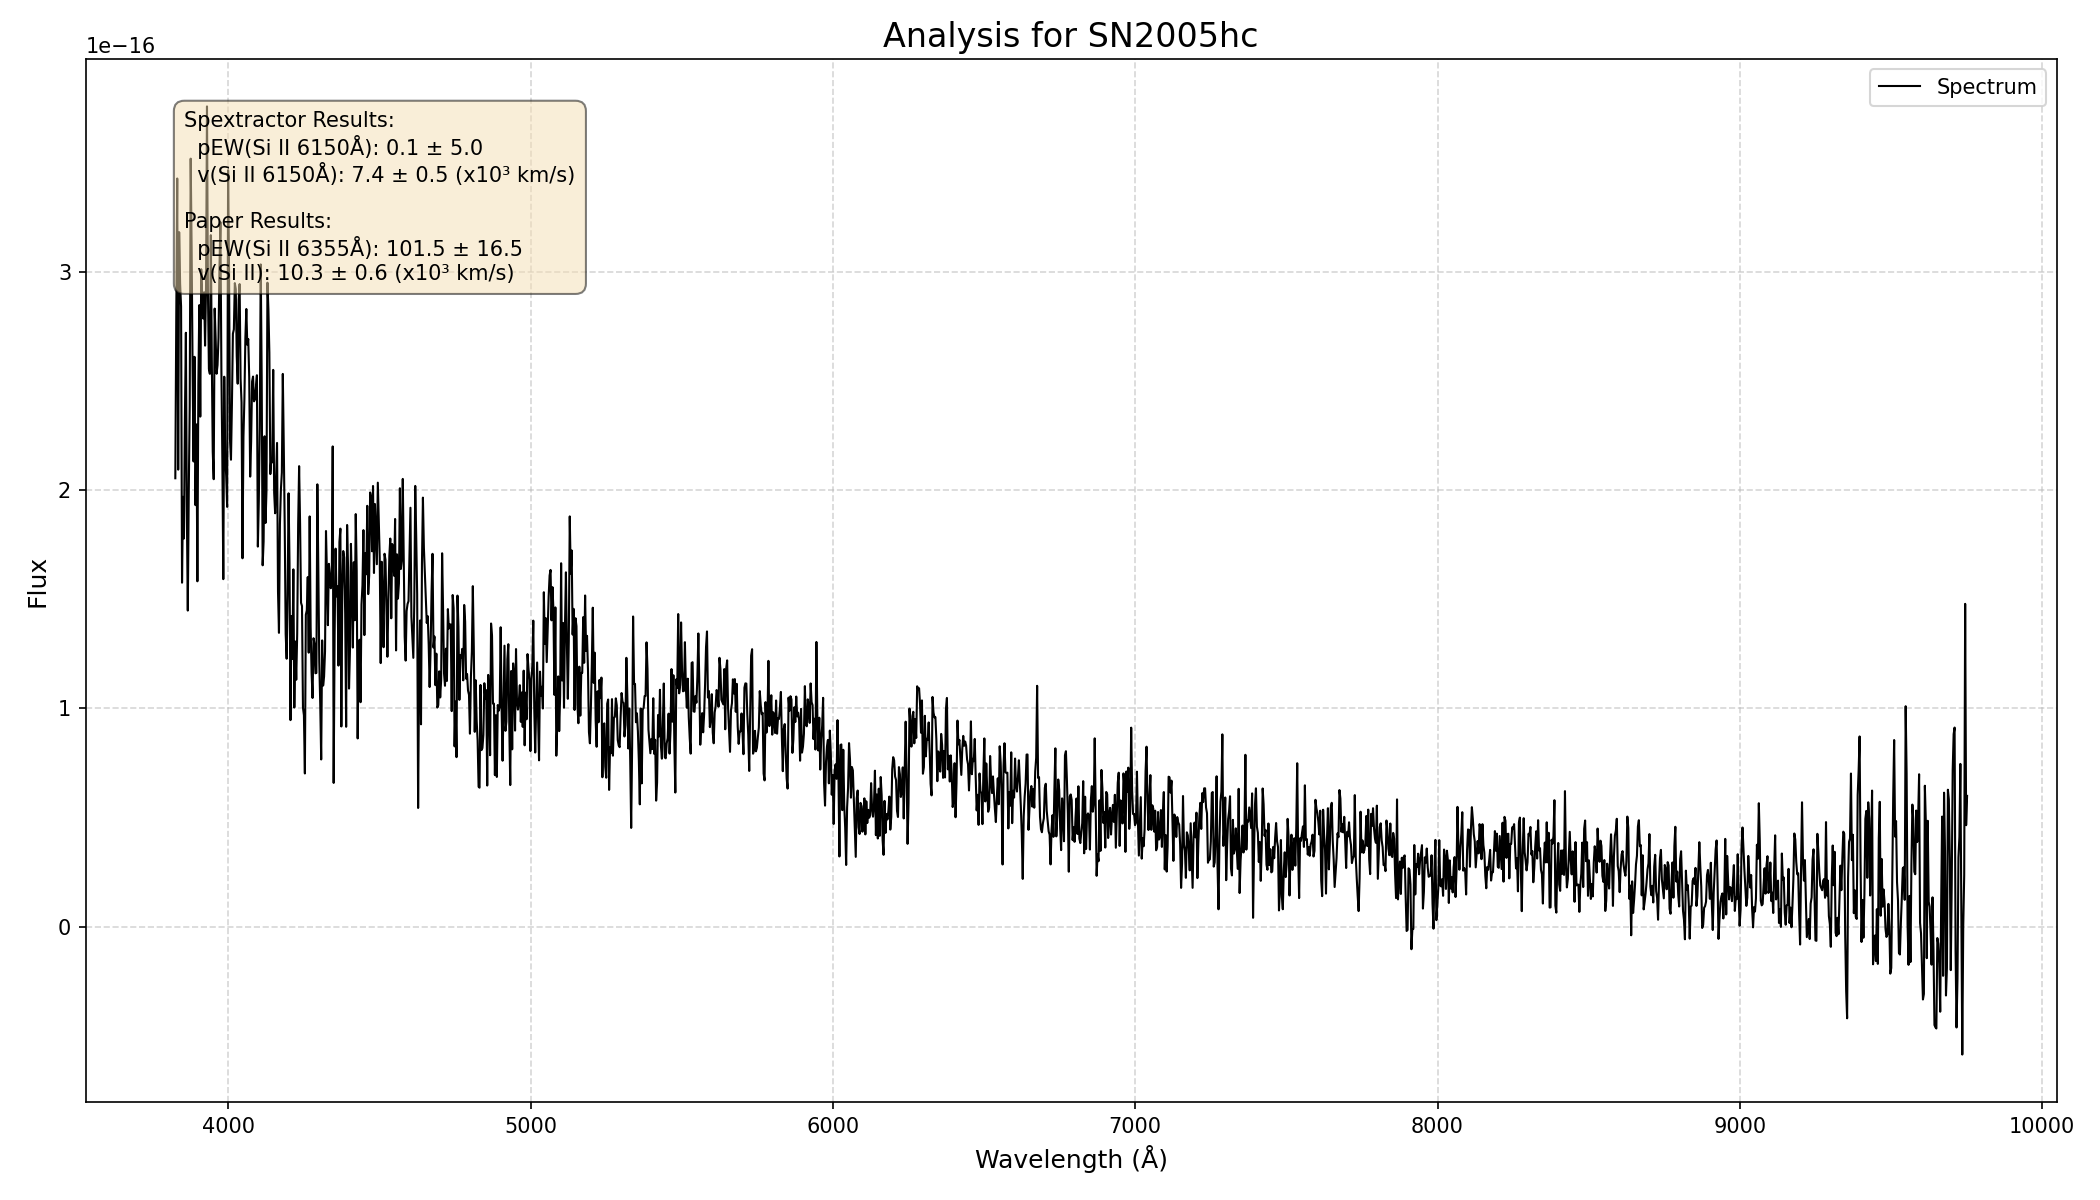 Analysis for SN2005hc
1e−16
Spectrum
Spextractor Results:
pEW(Si II 6150Å): 0.1 ± 5.0
v(Si II 6150Å): 7.4 ± 0.5 (x10³ km/s)
Paper Results:
pEW(Si II 6355Å): 101.5 ± 16.5
v(Si II): 10.3 ± 0.6 (x10³ km/s)
3
2
1
0
Flux
4000 5000 6000 7000 8000 9000 10000
Wavelength (Å)